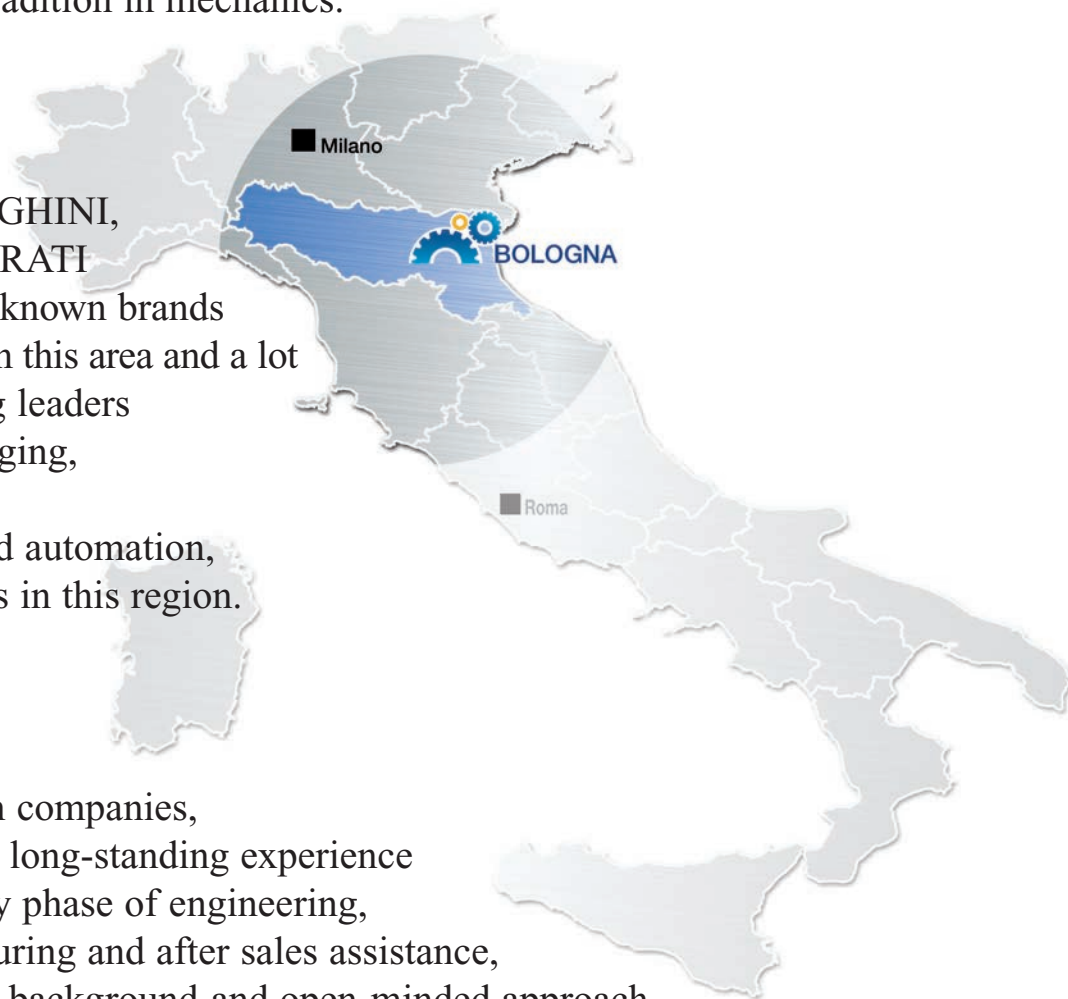 adition in mechanics.
Milano
GHINI,
RATI
BOLOGNA
known brands
n this area and a lot
g leaders
ging,
Roma
d automation,
s in this region.
n companies,
long-standing experience
y phase of engineering,
uring and after sales assistance,
background and open-minded approach